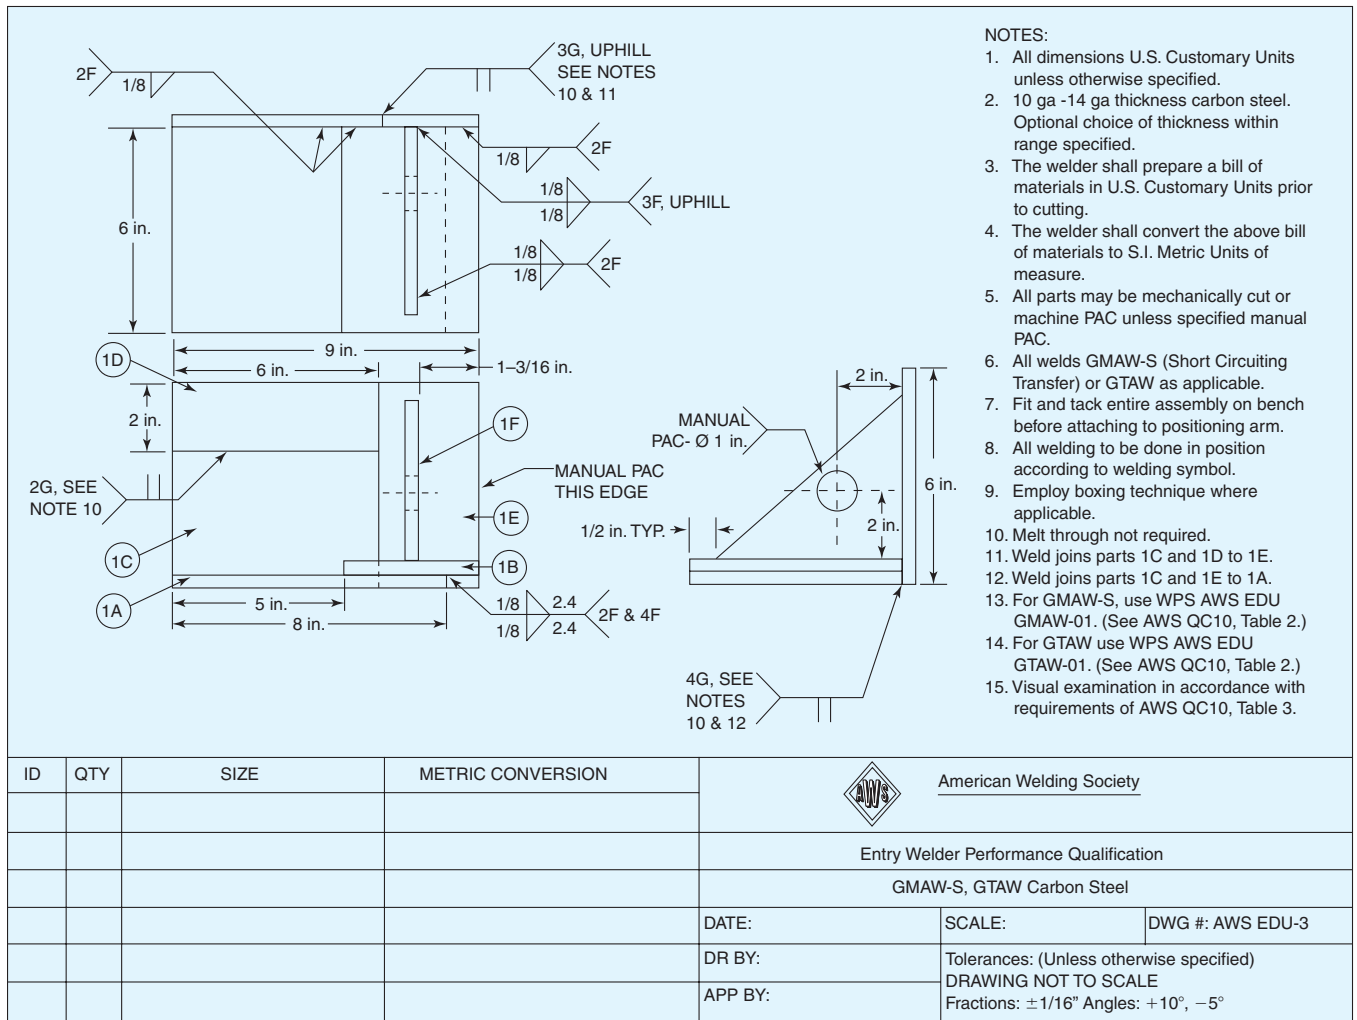 2F
1/8
3G, UPHILL
SEE NOTES
10 & 11
1/8
2F
1/8
1/8
3F, UPHILL
1/8
1/8
2F
6 in.
9 in.
6 in.
1–3/16 in.
1D
2 in.
1F
MANUAL PAC
THIS EDGE
2G, SEE
NOTE 10
1E
1C
1B
1A
5 in.
8 in.
1/8
1/8
2.4
2.4
2F & 4F
2 in.
MANUAL
PAC- Ø 1 in.
6 in.
2 in.
1/2 in. TYP.
4G, SEE
NOTES
10 & 12
NOTES:
1. All dimensions U.S. Customary Units
unless otherwise specified.
2. 10 ga -14 ga thickness carbon steel.
Optional choice of thickness within
range specified.
3. The welder shall prepare a bill of
materials in U.S. Customary Units prior
to cutting.
4. The welder shall convert the above bill
of materials to S.I. Metric Units of
measure.
5. All parts may be mechanically cut or
machine PAC unless specified manual
PAC.
6. All welds GMAW-S (Short Circuiting
Transfer) or GTAW as applicable.
7. Fit and tack entire assembly on bench
before attaching to positioning arm.
8. All welding to be done in position
according to welding symbol.
9. Employ boxing technique where
applicable.
10. Melt through not required.
11. Weld joins parts 1C and 1D to 1E.
12. Weld joins parts 1C and 1E to 1A.
13. For GMAW-S, use WPS AWS EDU
GMAW-01. (See AWS QC10, Table 2.)
14. For GTAW use WPS AWS EDU
GTAW-01. (See AWS QC10, Table 2.)
15. Visual examination in accordance with
requirements of AWS QC10, Table 3.
ID QTY SIZE METRIC CONVERSION
AWS
American Welding Society
Entry Welder Performance Qualification
GMAW-S, GTAW Carbon Steel
DATE: SCALE: DWG #: AWS EDU-3
DR BY:
APP BY:
Tolerances: (Unless otherwise specified)
DRAWING NOT TO SCALE
Fractions: ±1/16” Angles: +10°, −5°